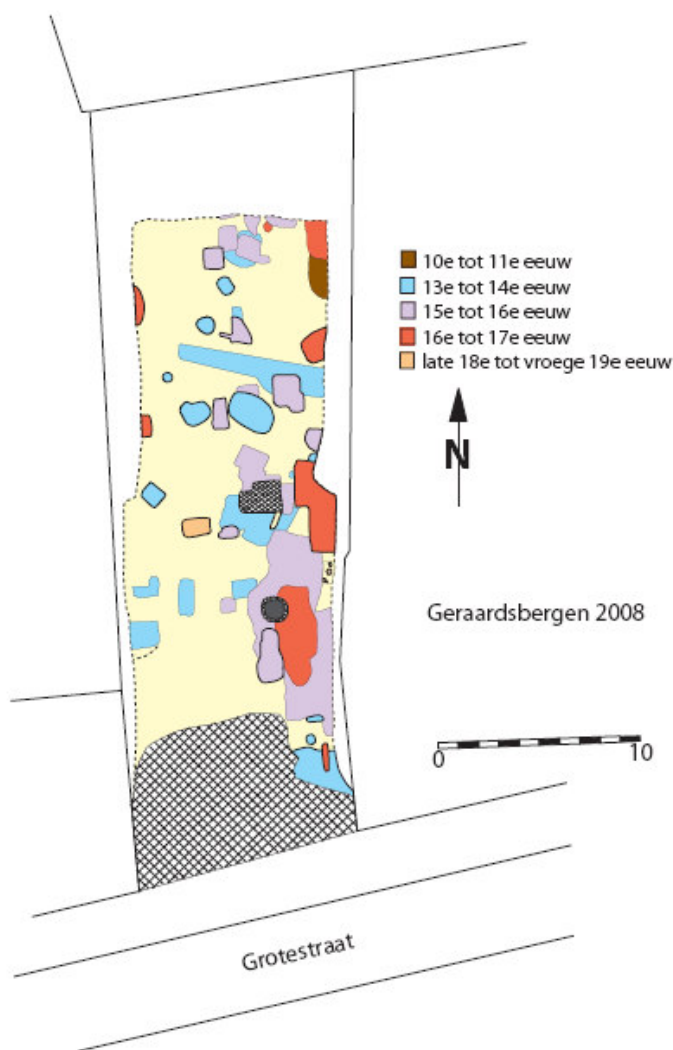 10e tot 11e eeuw
13e tot 14e eeuw
15e tot 16e eeuw
16e tot 17e eeuw
late 18e tot vroege 19e eeuw
N
Geraardsbergen 2008
0 10
Grotestraat